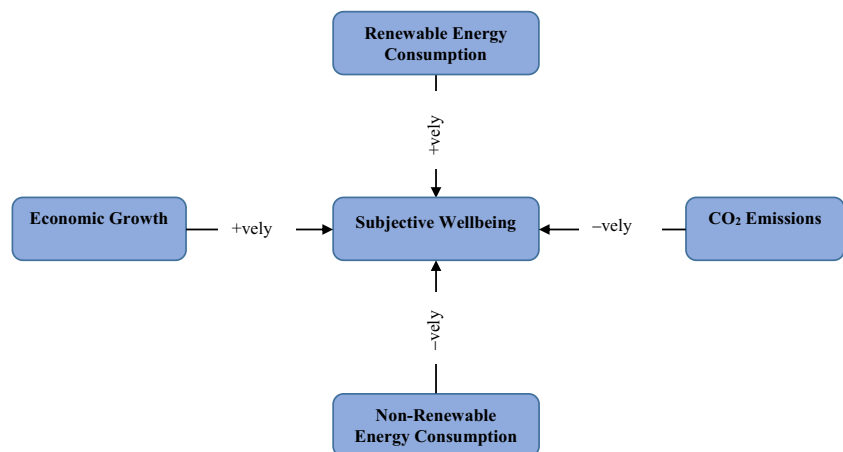 Renewable Energy
Consumption
+vely
Economic Growth
+vely
Subjective Wellbeing
–vely
CO₂ Emissions
–vely
Non-Renewable
Energy Consumption